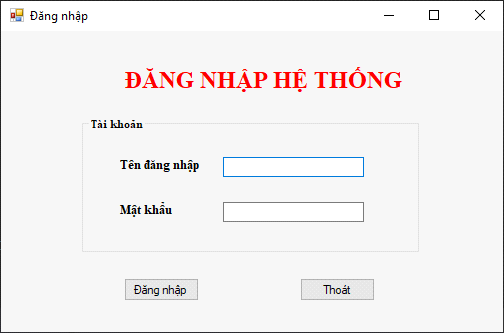 Đăng nhập
ĐĂNG NHẬP HỆ THỐNG
Tài khoản
Tên đăng nhập
Mật khẩu
Đăng nhập
Thoát